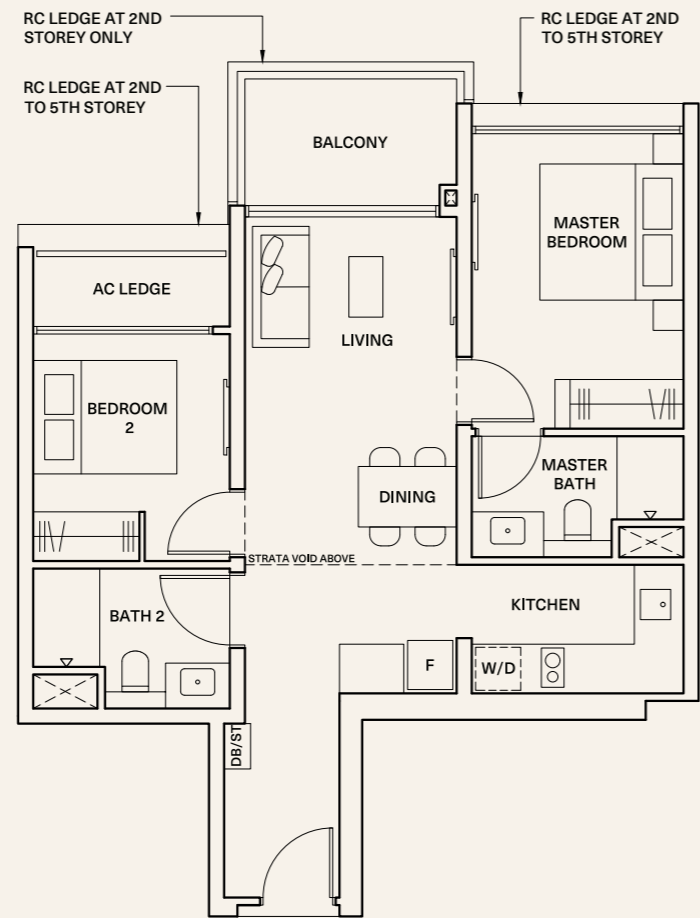 RC LEDGE AT 2ND
STOREY ONLY
RC LEDGE AT 2ND
TO 5TH STOREY
RC LEDGE AT 2ND
TO 5TH STOREY
BALCONY
MASTER
BEDROOM
AC LEDGE
LIVING
BEDROOM
2
MASTER
BATH
DINING
STRATA VOID ABOVE
KITCHEN
BATH 2
F
W/D
DB/ST